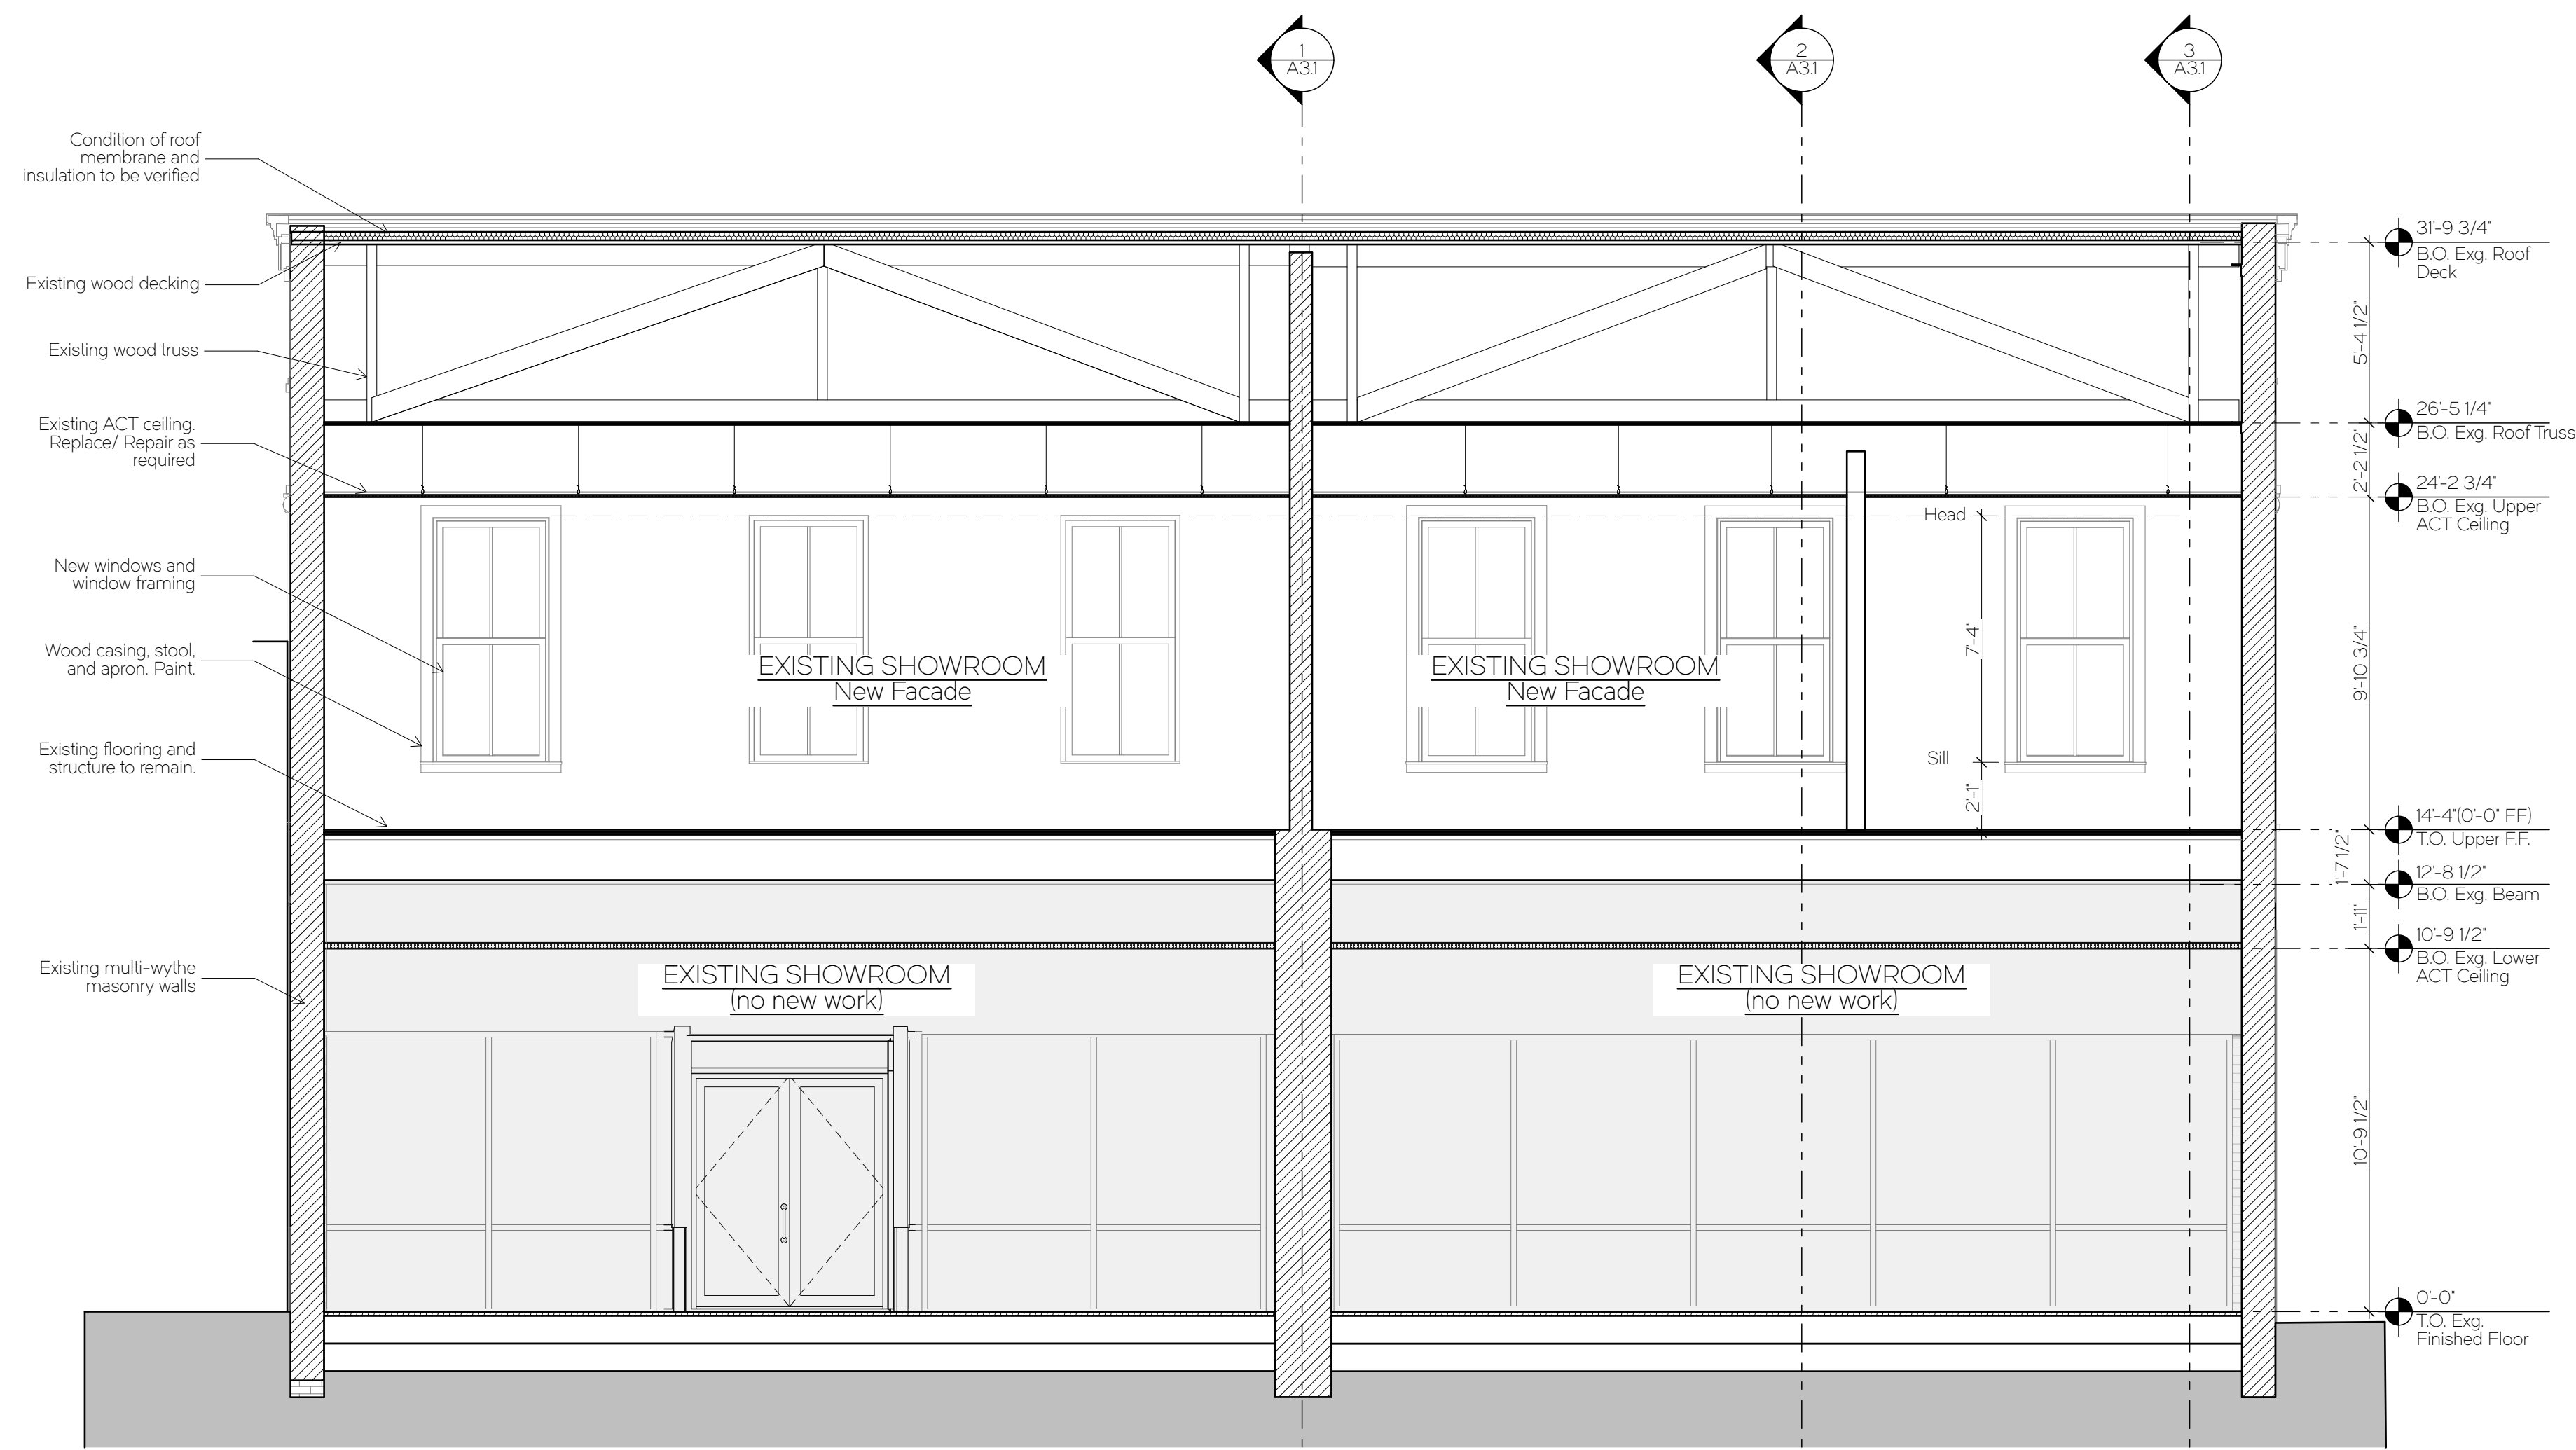 1
A3.1
2
A3.1
3
A3.1
Condition of roof
membrane and
insulation to be verified
Existing wood decking
Existing wood truss
Existing ACT ceiling.
Replace/ Repair as
required
New windows and
window framing
Wood casing, stool,
and apron. Paint.
Existing flooring and
structure to remain.
Existing multi-wythe
masonry walls
EXISTING SHOWROOM
New Facade
EXISTING SHOWROOM
New Facade
EXISTING SHOWROOM
(no new work)
EXISTING SHOWROOM
(no new work)
Head
7'-4"
Sill
2'-1"
5'-4 1/2"
2'-2 1/2"
9'-10 3/4"
1'-7 1/2"
1'-11"
10'-9 1/2"
31'-9 3/4"
B.O. Exg. Roof
Deck
26'-5 1/4"
B.O. Exg. Roof Truss
24'-2 3/4"
B.O. Exg. Upper
ACT Ceiling
14'-4"(0'-0" FF)
T.O. Upper F.F.
12'-8 1/2"
B.O. Exg. Beam
10'-9 1/2"
B.O. Exg. Lower
ACT Ceiling
0'-0"
T.O. Exg.
Finished Floor